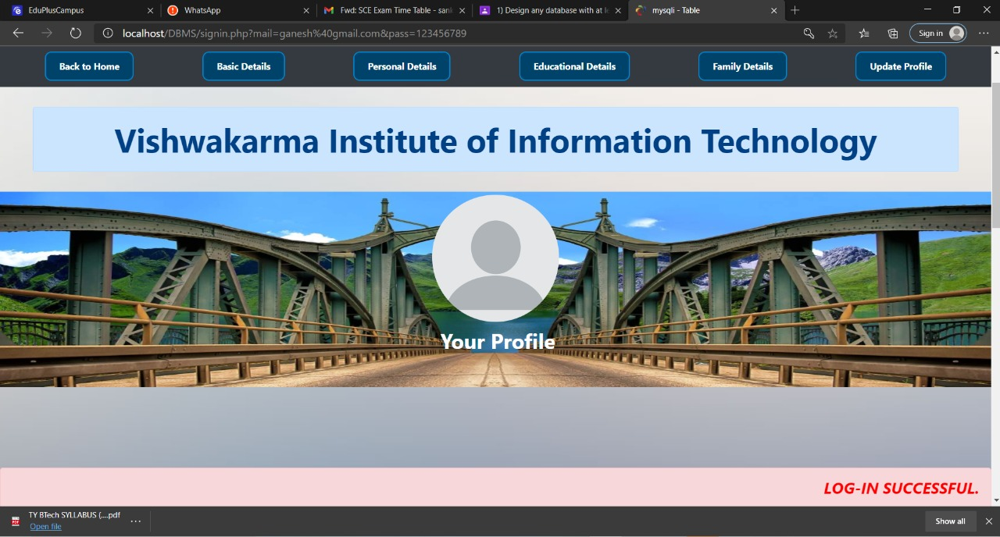 EduPlusCampus
WhatsApp
Fwd: SCE Exam Time Table - sank
1) Design any database with at le
mysqli - Table
localhost/DBMS/signin.php?mail=ganesh%40gmail.com&pass=123456789
Sign in
Back to Home
Basic Details
Personal Details
Educational Details
Family Details
Update Profile
Vishwakarma Institute of Information Technology
Your Profile
LOG-IN SUCCESSFUL.
TY BTech SYLLABUS (....pdf
Open file
Show all